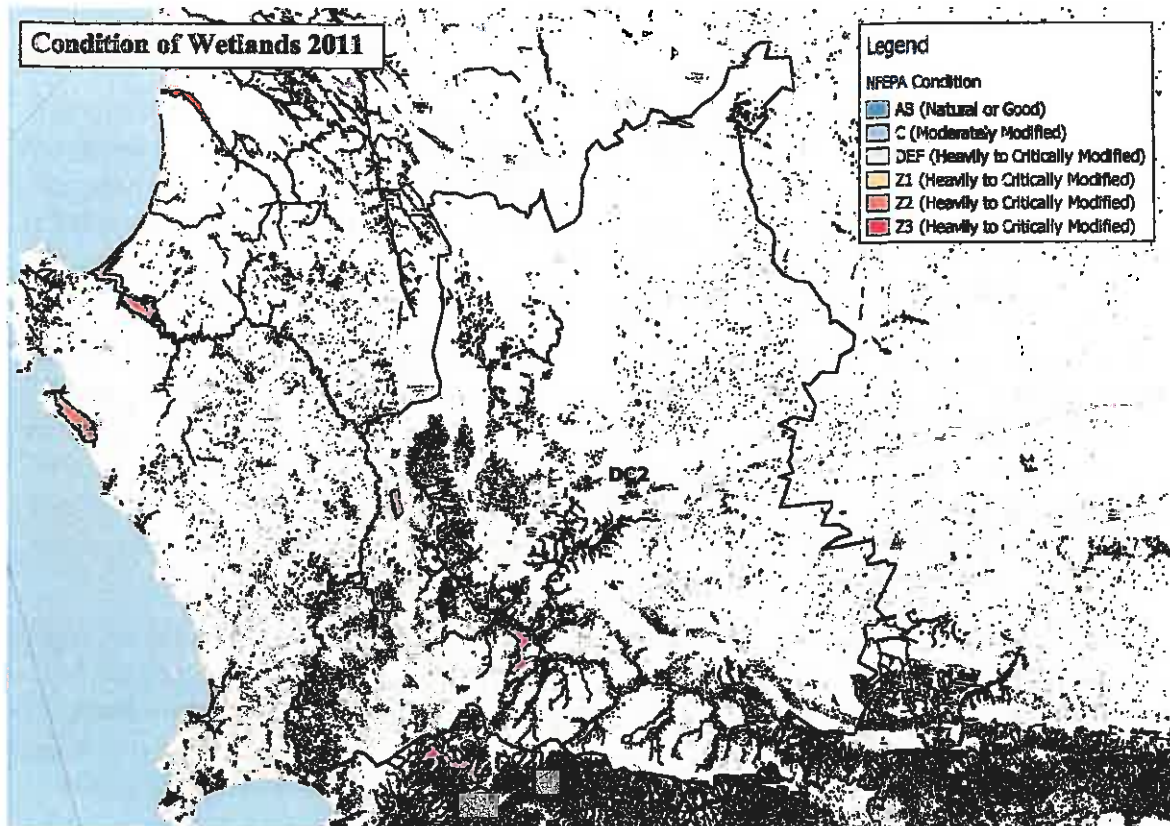 Condition of Wetlands 2011
Legend
NFEPA Condition
AB (Natural or Good)
C (Moderately Modified)
DEF (Heavily to Critically Modified)
Z1 (Heavily to Critically Modified)
Z2 (Heavily to Critically Modified)
Z3 (Heavily to Critically Modified)
DC2